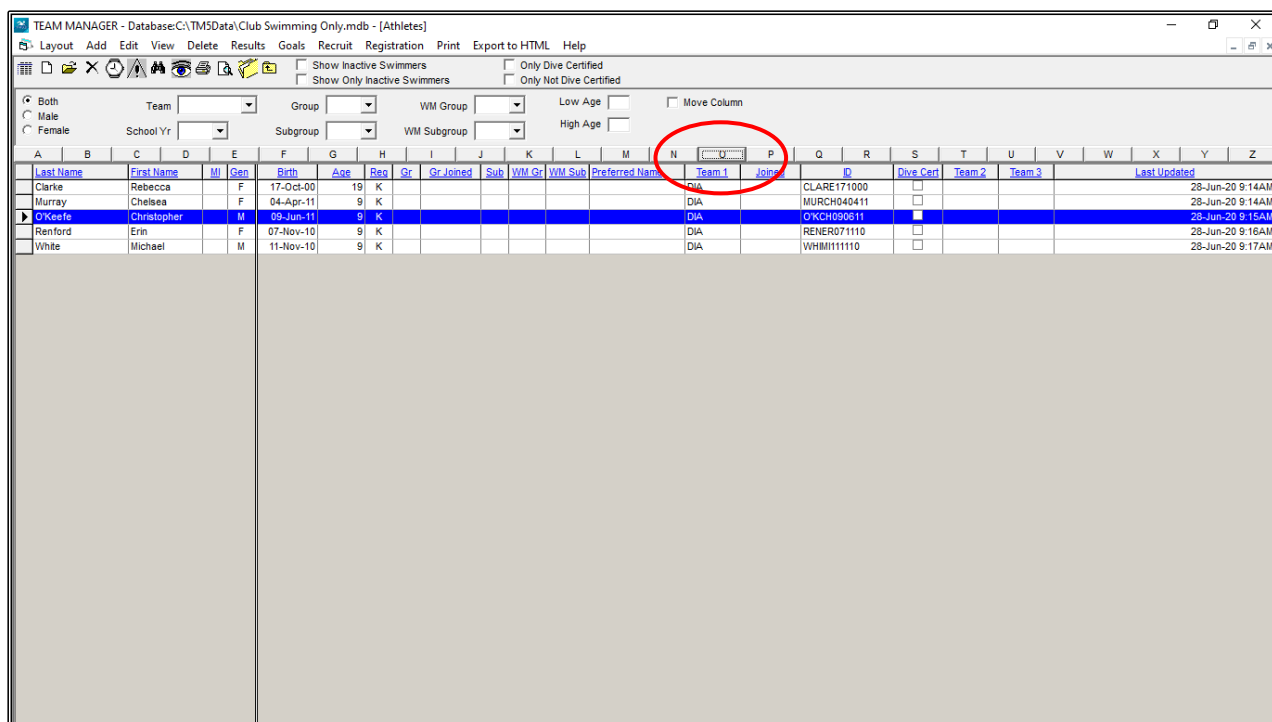 TEAM MANAGER - Database:C:\TM5Data\Club Swimming Only.mdb - [Athletes]
Layout Add Edit View Delete Results Goals Recruit Registration Print Export to HTML Help
Show Inactive Swimmers Only Dive Certified
Show Only Inactive Swimmers Only Not Dive Certified
Both Team Group WM Group Low Age Move Column
Male
Female School Yr Subgroup WM Subgroup High Age
A B C D E F G H I J K L M N O P Q R S T U V W X Y Z
Last Name First Name MI Gen Birth Age Reg Gr Gr Joined Sub WM Gr WM Sub Preferred Name Team 1 Joined ID Dive Cert Team 2 Team 3 Last Updated
Clarke Rebecca F 17-Oct-00 19 K DIA CLARE171000 28-Jun-20 9:14AM
Murray Chelsea F 04-Apr-11 9 K DIA MURCH040411 28-Jun-20 9:14AM
O'Keefe Christopher M 09-Jun-11 9 K DIA O'KCH090611 28-Jun-20 9:15AM
Renford Erin F 07-Nov-10 9 K DIA RENER071110 28-Jun-20 9:16AM
White Michael M 11-Nov-10 9 K DIA WHIMI111110 28-Jun-20 9:17AM